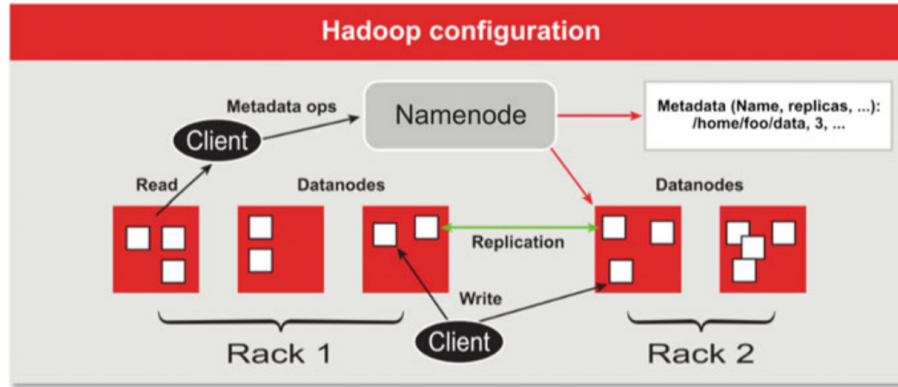 Hadoop configuration
Metadata ops
Namenode
Metadata (Name, replicas, ...):
/home/foo/data, 3, ...
Client
Read
Datanodes
Datanodes
Replication
Write
Client
Rack 1
Rack 2